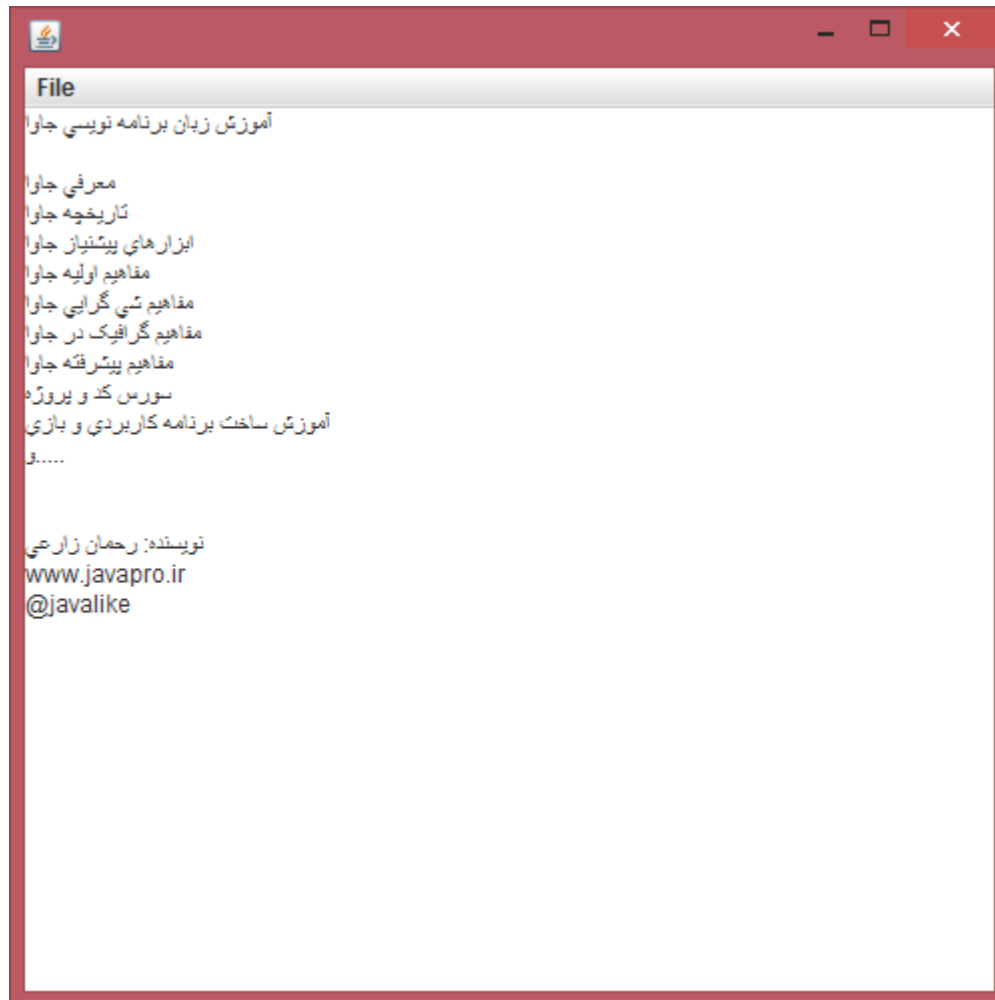 File
آموزش زبان برنامه نويسي جاوا
معرفي جاوا
تاريخچه جاوا
ابزارهاي پيشنياز جاوا
مفاهيم اوليه جاوا
مفاهيم شي گرايي جاوا
مفاهيم گرافيک در جاوا
مفاهيم پيشرفته جاوا
سورس کد و پروژه
آموزش ساخت برنامه کاربردي و بازي
و.....
نويسنده: رحمان زارعي
www.javapro.ir
@javalike